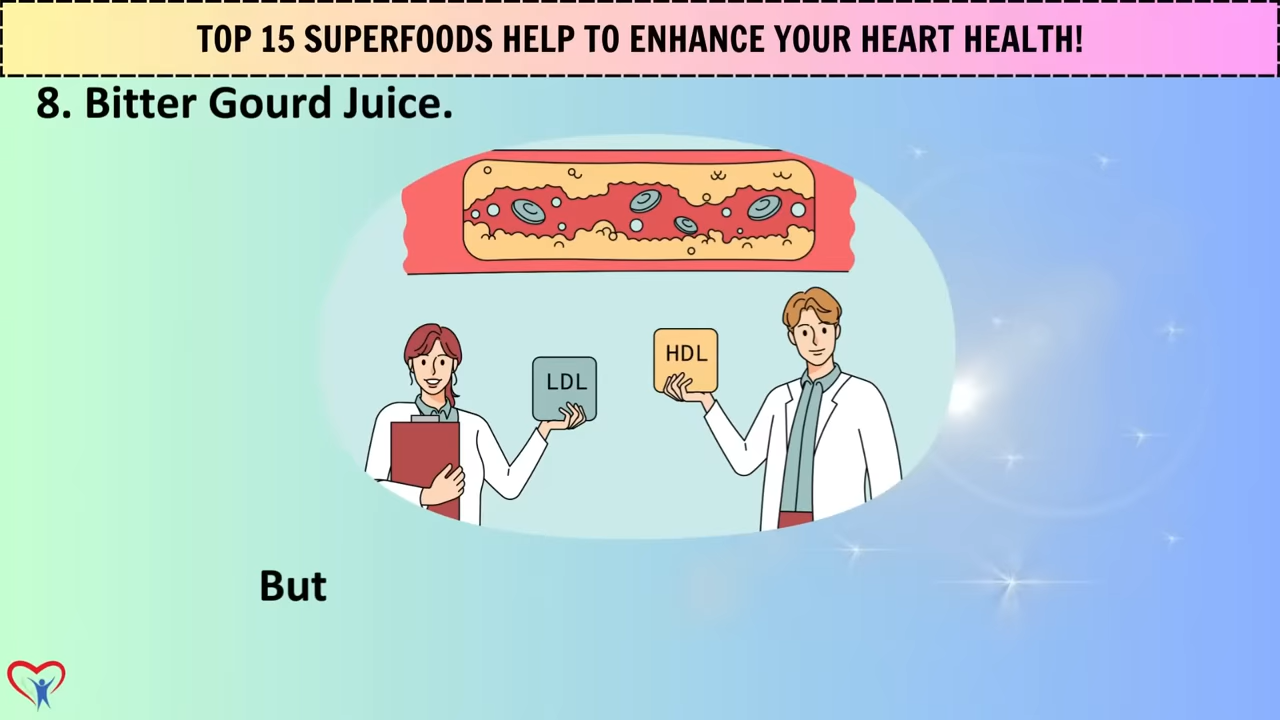 TOP 15 SUPERFOODS HELP TO ENHANCE YOUR HEART HEALTH!
8. Bitter Gourd Juice.
HDL
LDL
But